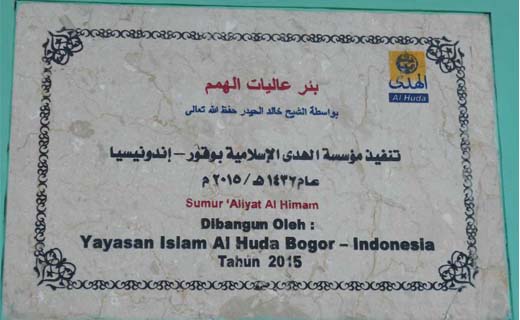 الهدى
Al Huda
بئر عاليات الهمم
بواسطة الشيخ خالد الحيدر حفظ الله تعالى
تنفيذ مؤسسة الهدى الإسلامية بوقور - إندونيسيا
عام ١٤٣٦ هـ / ٢٠١٥ م
Sumur 'Aliyat Al Himam
Dibangun Oleh :
Yayasan Islam Al Huda Bogor – Indonesia
Tahun 2015